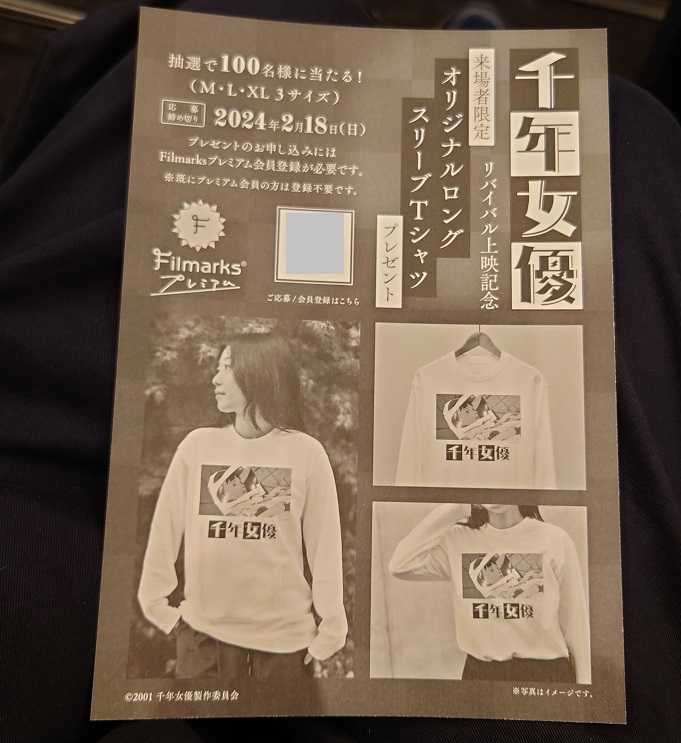 千年女優
リバイバル上映記念
来場者限定
オリジナルロング
スリーブTシャツ
プレゼント
抽選で100名様に当たる！
（M・L・XL 3サイズ）
応募
締め切り
2024年2月18日（日）
プレゼントのお申し込みには
Filmarksプレミアム会員登録が必要です。
※既にプレミアム会員の方は登録不要です。
F
Filmarks®
プレミアム
ご応募/会員登録はこちら
千年女優
千年女優
千年女優
©2001 千年女優製作委員会
※写真はイメージです。